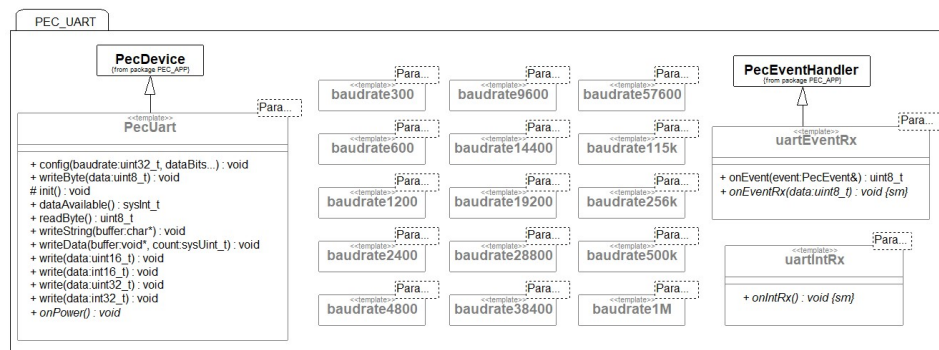 PEC_UART
PecDevice
{from package PEC_APP}
Para...
<<template>>
PecUart
+ config(baudrate:uint32_t, dataBits...) : void
+ writeByte(data:uint8_t) : void
# init() : void
+ dataAvailable() : sysInt_t
+ readByte() : uint8_t
+ writeString(buffer:char*) : void
+ writeData(buffer:void*, count:sysUint_t) : void
+ write(data:uint16_t) : void
+ write(data:int16_t) : void
+ write(data:uint32_t) : void
+ write(data:int32_t) : void
+ onPower() : void
Para...
<<template>>
baudrate300
Para...
<<template>>
baudrate9600
Para...
<<template>>
baudrate57600
Para...
<<template>>
baudrate600
Para...
<<template>>
baudrate14400
Para...
<<template>>
baudrate115k
Para...
<<template>>
baudrate1200
Para...
<<template>>
baudrate19200
Para...
<<template>>
baudrate256k
Para...
<<template>>
baudrate2400
Para...
<<template>>
baudrate28800
Para...
<<template>>
baudrate500k
Para...
<<template>>
baudrate4800
Para...
<<template>>
baudrate38400
Para...
<<template>>
baudrate1M
PecEventHandler
{from package PEC_APP}
Para...
<<template>>
uartEventRx
+ onEvent(event:PecEvent&) : uint8_t
+ onEventRx(data:uint8_t) : void {sm}
Para...
<<template>>
uartIntRx
+ onIntRx() : void {sm}